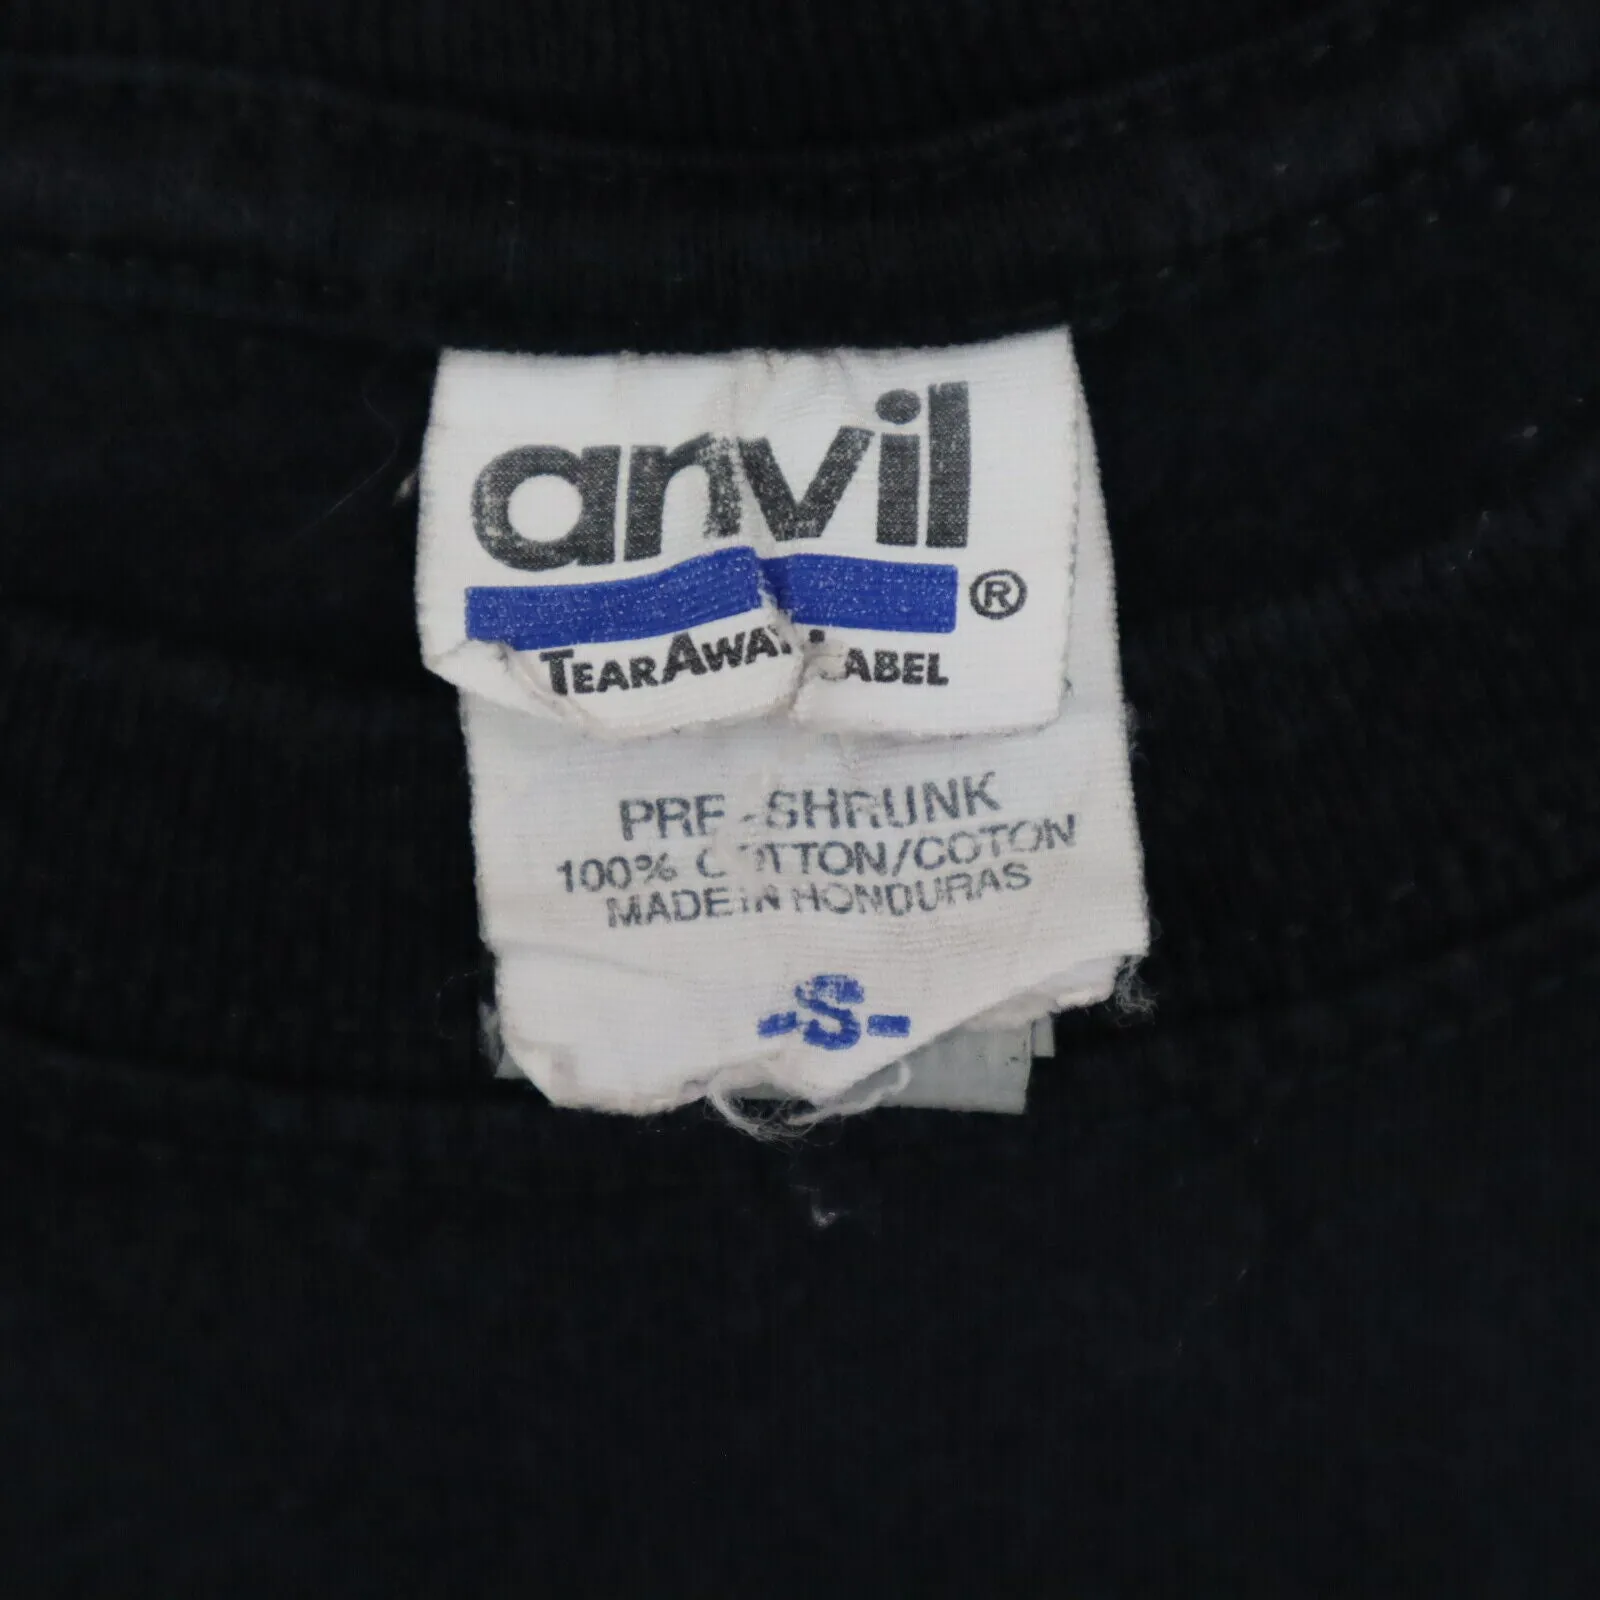 anvil
®
TEARAWAY LABEL
PRE-SHRUNK
100% COTTON/COTON
MADE IN HONDURAS
-S-